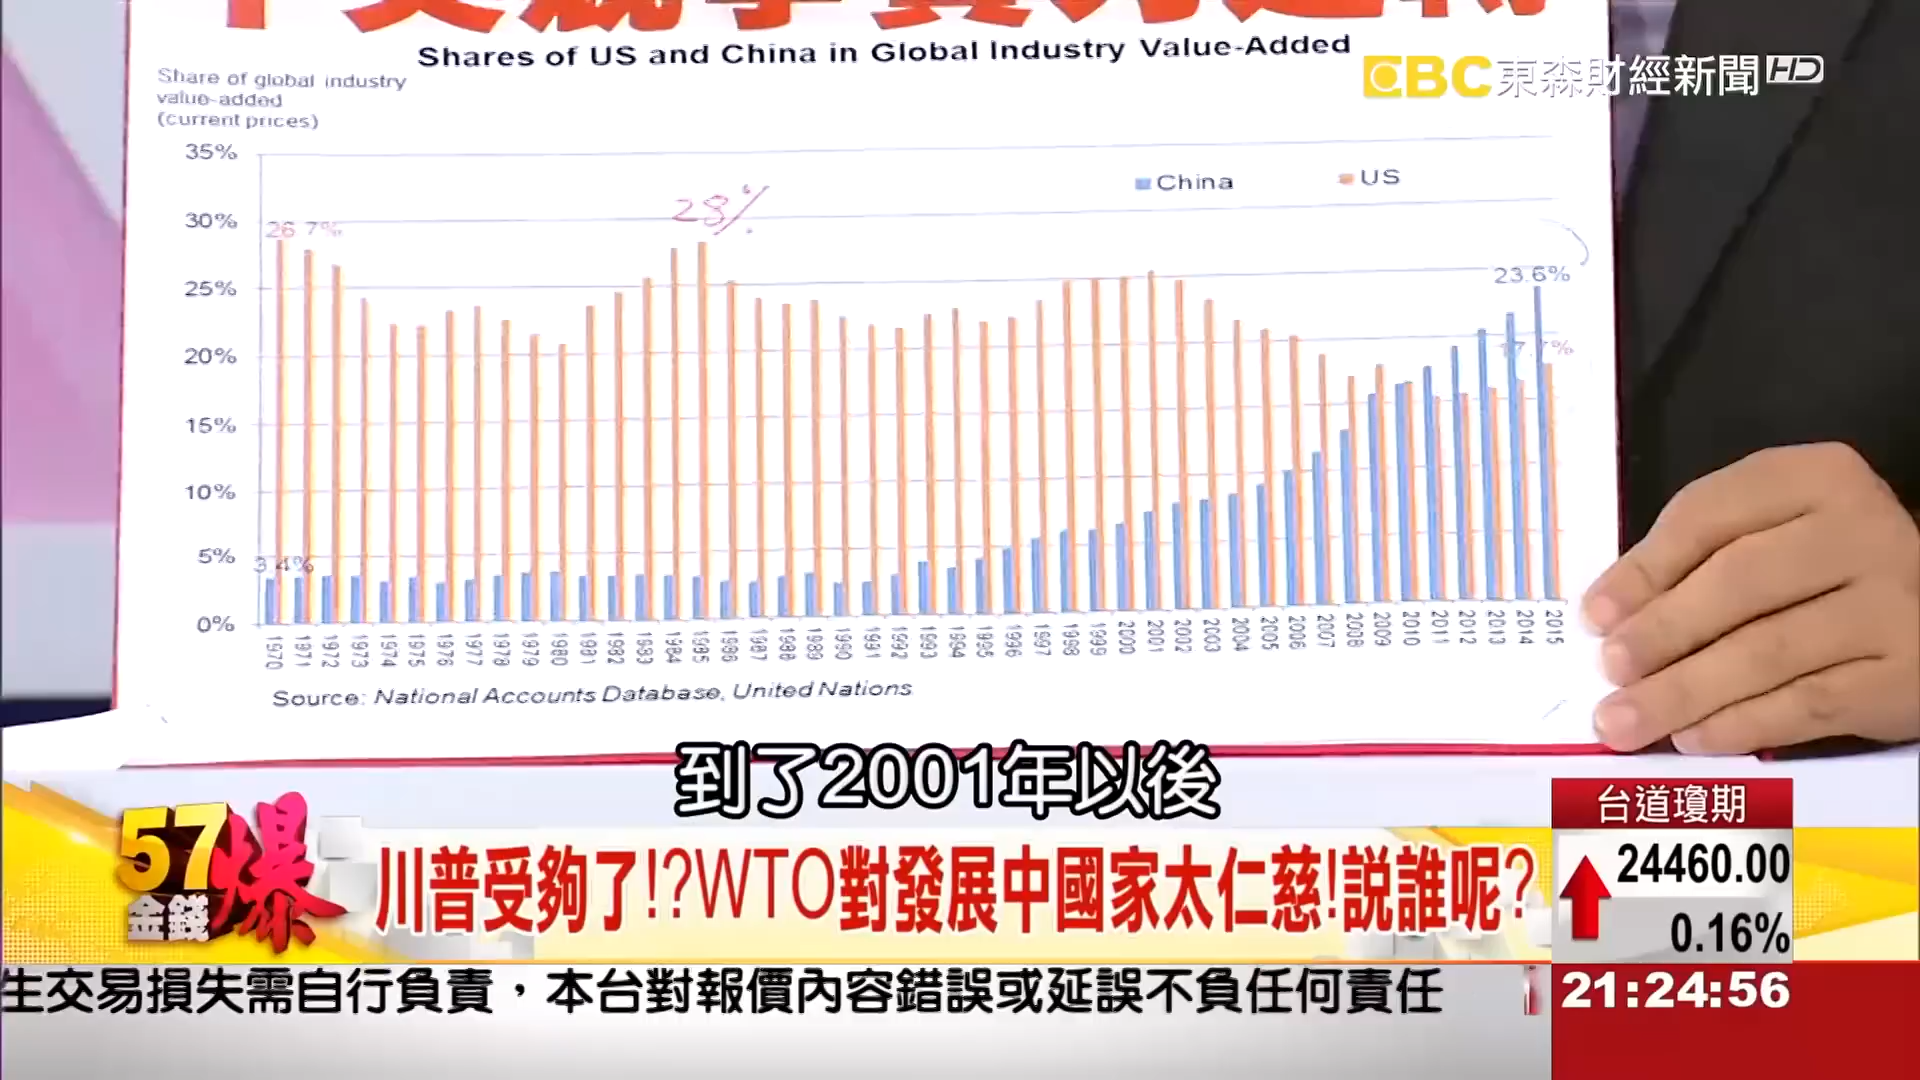 Shares of US and China in Global Industry Value-Added
EBC東森財經新聞HD
Share of global industry
value-added
(current prices)
35%
China
US
28%
30%
26.7%
25%
23.6%
20%
17.7%
15%
10%
5%
3.4%
0%
1970 1971 1972 1973 1974 1975 1976 1977 1978 1979 1980 1981 1982 1983 1984 1985 1986 1987 1988 1989 1990 1991 1992 1993 1994 1995 1996 1997 1998 1999 2000 2001 2002 2003 2004 2005 2006 2007 2008 2009 2010 2011 2012 2013 2014 2015
Source: National Accounts Database, United Nations
到了2001年以後
57
金錢
爆
川普受夠了!?WTO對發展中國家太仁慈!說誰呢?
台道瓊期
24460.00
0.16%
生交易損失需自行負責，本台對報價內容錯誤或延誤不負任何責任
21:24:56